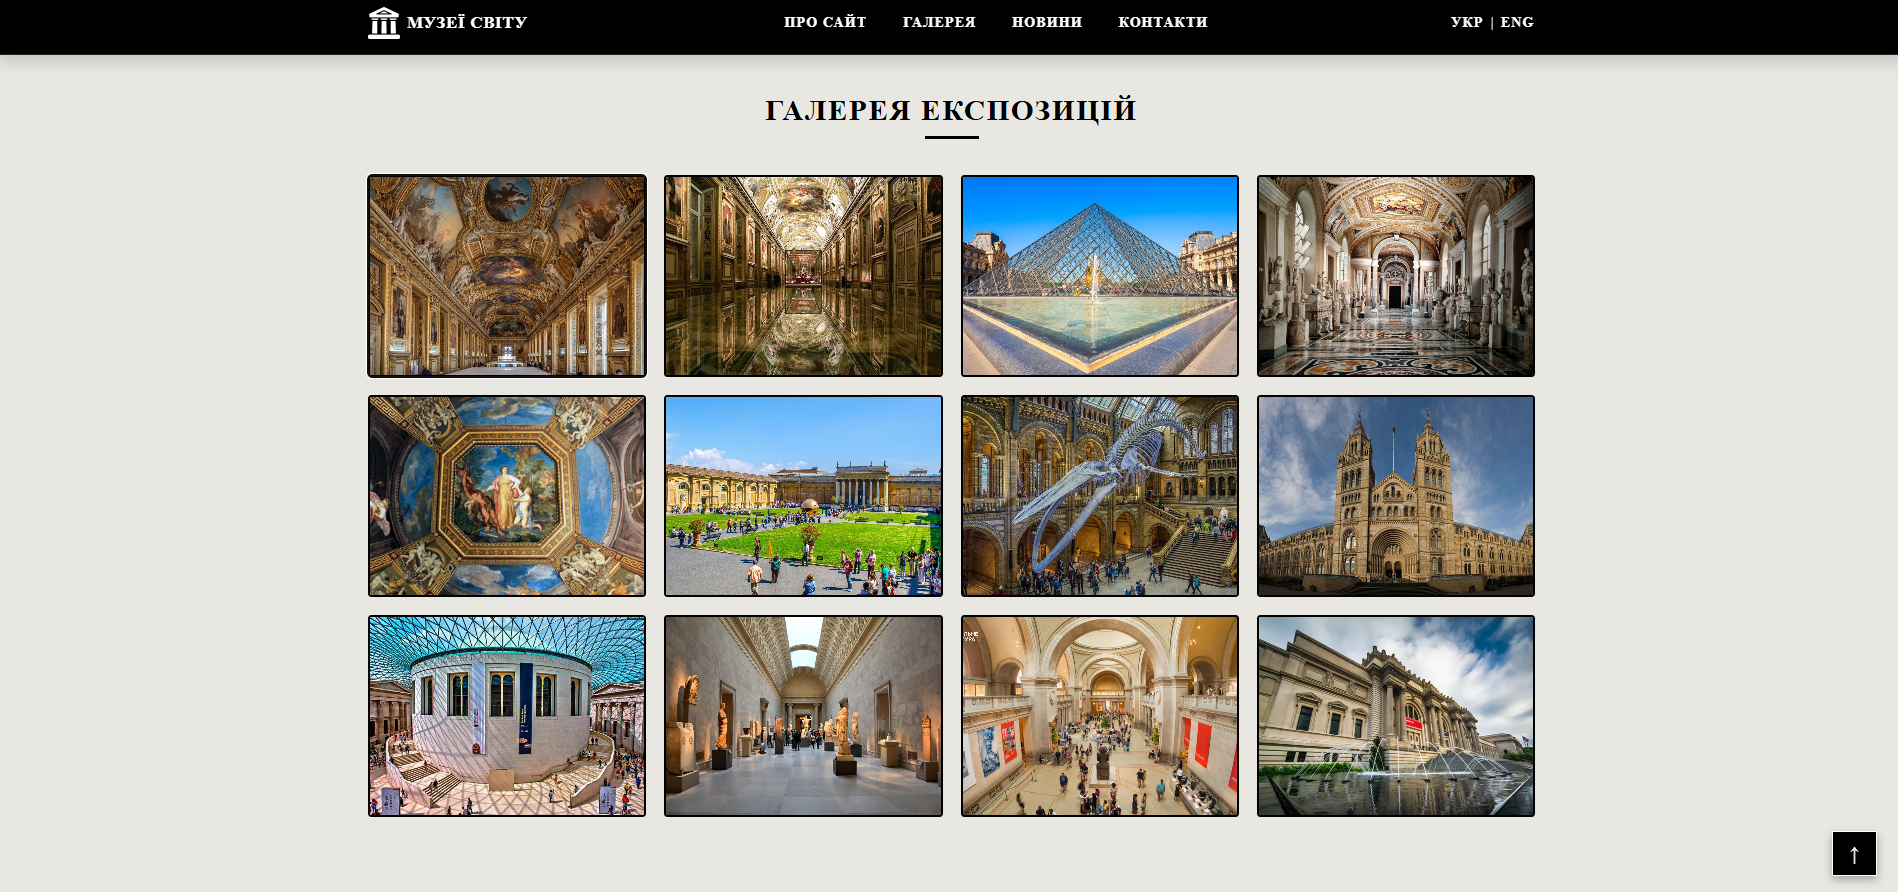 МУЗЕЇ СВІТУ
ПРО САЙТ ГАЛЕРЕЯ НОВИНИ КОНТАКТИ
УКР | ENG
ГАЛЕРЕЯ ЕКСПОЗИЦІЙ
↑